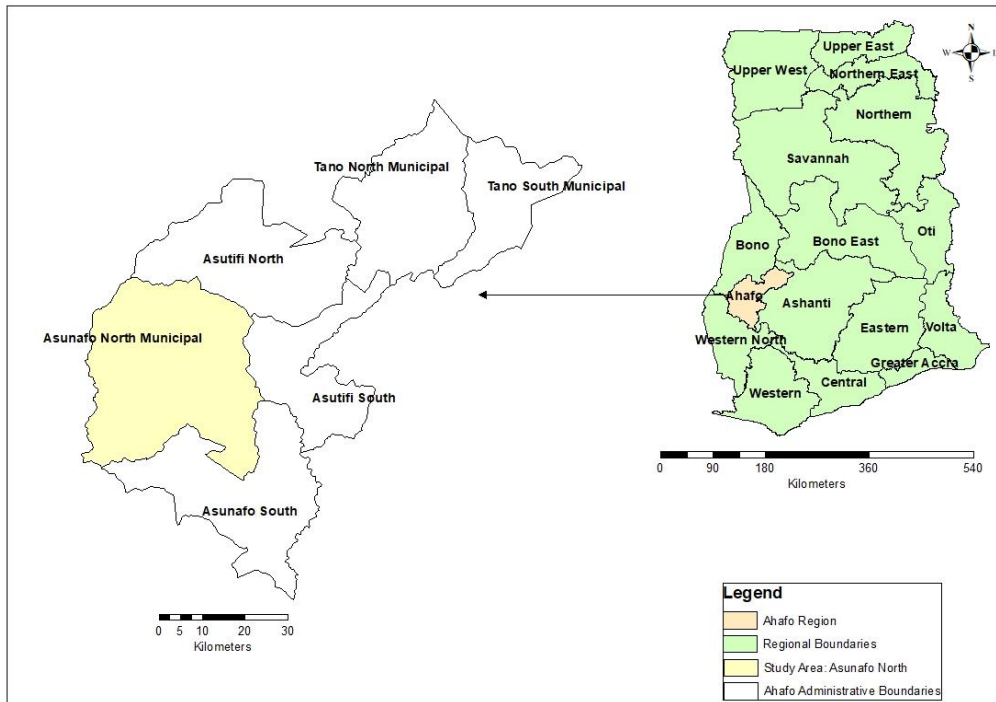 Tano North Municipal
Tano South Municipal
Asutifi North
Asunafo North Municipal
Asutifi South
Asunafo South
0 5 10 20 30
Kilometers
N
W E
S
Upper East
Upper West
Northern East
Northern
Savannah
Oti
Bono
Bono East
Ahafo
Ashanti
Eastern
Volta
Western North
Greater Accra
Central
Western
0 90 180 360 540
Kilometers
Legend
Ahafo Region
Regional Boundaries
Study Area: Asunafo North
Ahafo Administrative Boundaries